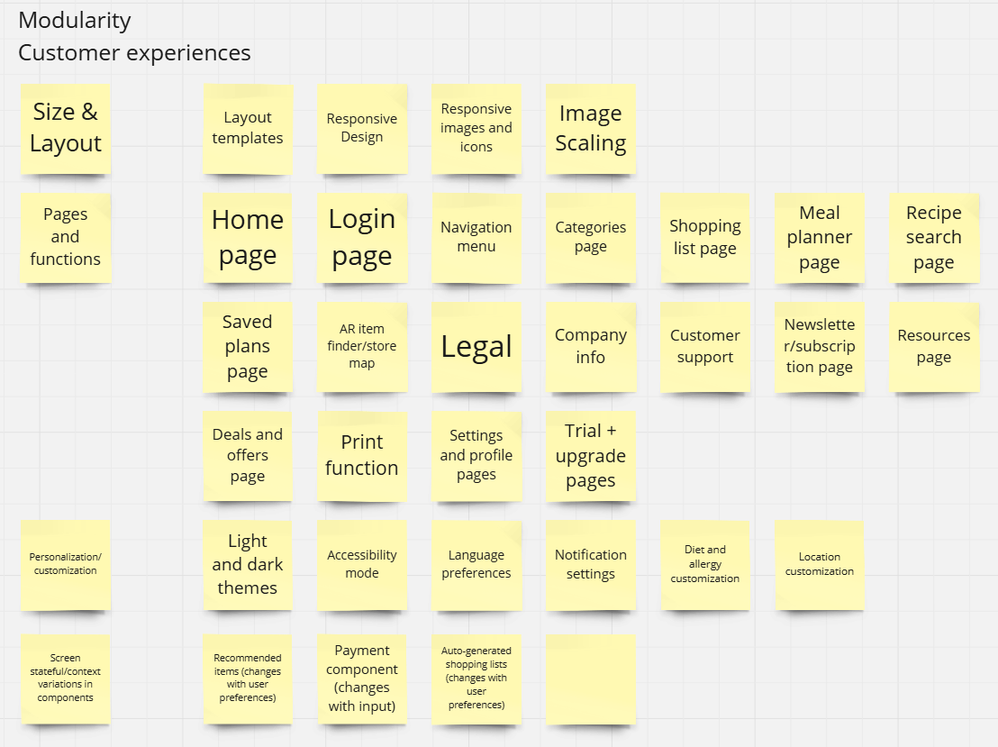 Modularity
Customer experiences
Size &
Layout
Layout
templates
Responsive
Design
Responsive
images and
icons
Image
Scaling
Pages
and
functions
Home
page
Login
page
Navigation
menu
Categories
page
Shopping
list page
Meal
planner
page
Recipe
search
page
Saved
plans
page
AR item
finder/store
map
Legal
Company
info
Customer
support
Newslette
r/subscrip
tion page
Resources
page
Deals and
offers
page
Print
function
Settings
and profile
pages
Trial +
upgrade
pages
Personalization/
customization
Light
and dark
themes
Accessibility
mode
Language
preferences
Notification
settings
Diet and
allergy
customization
Location
customization
Screen
stateful/context
variations in
components
Recommended
items (changes
with user
preferences)
Payment
component
(changes
with input)
Auto-generated
shopping lists
(changes with
user
preferences)